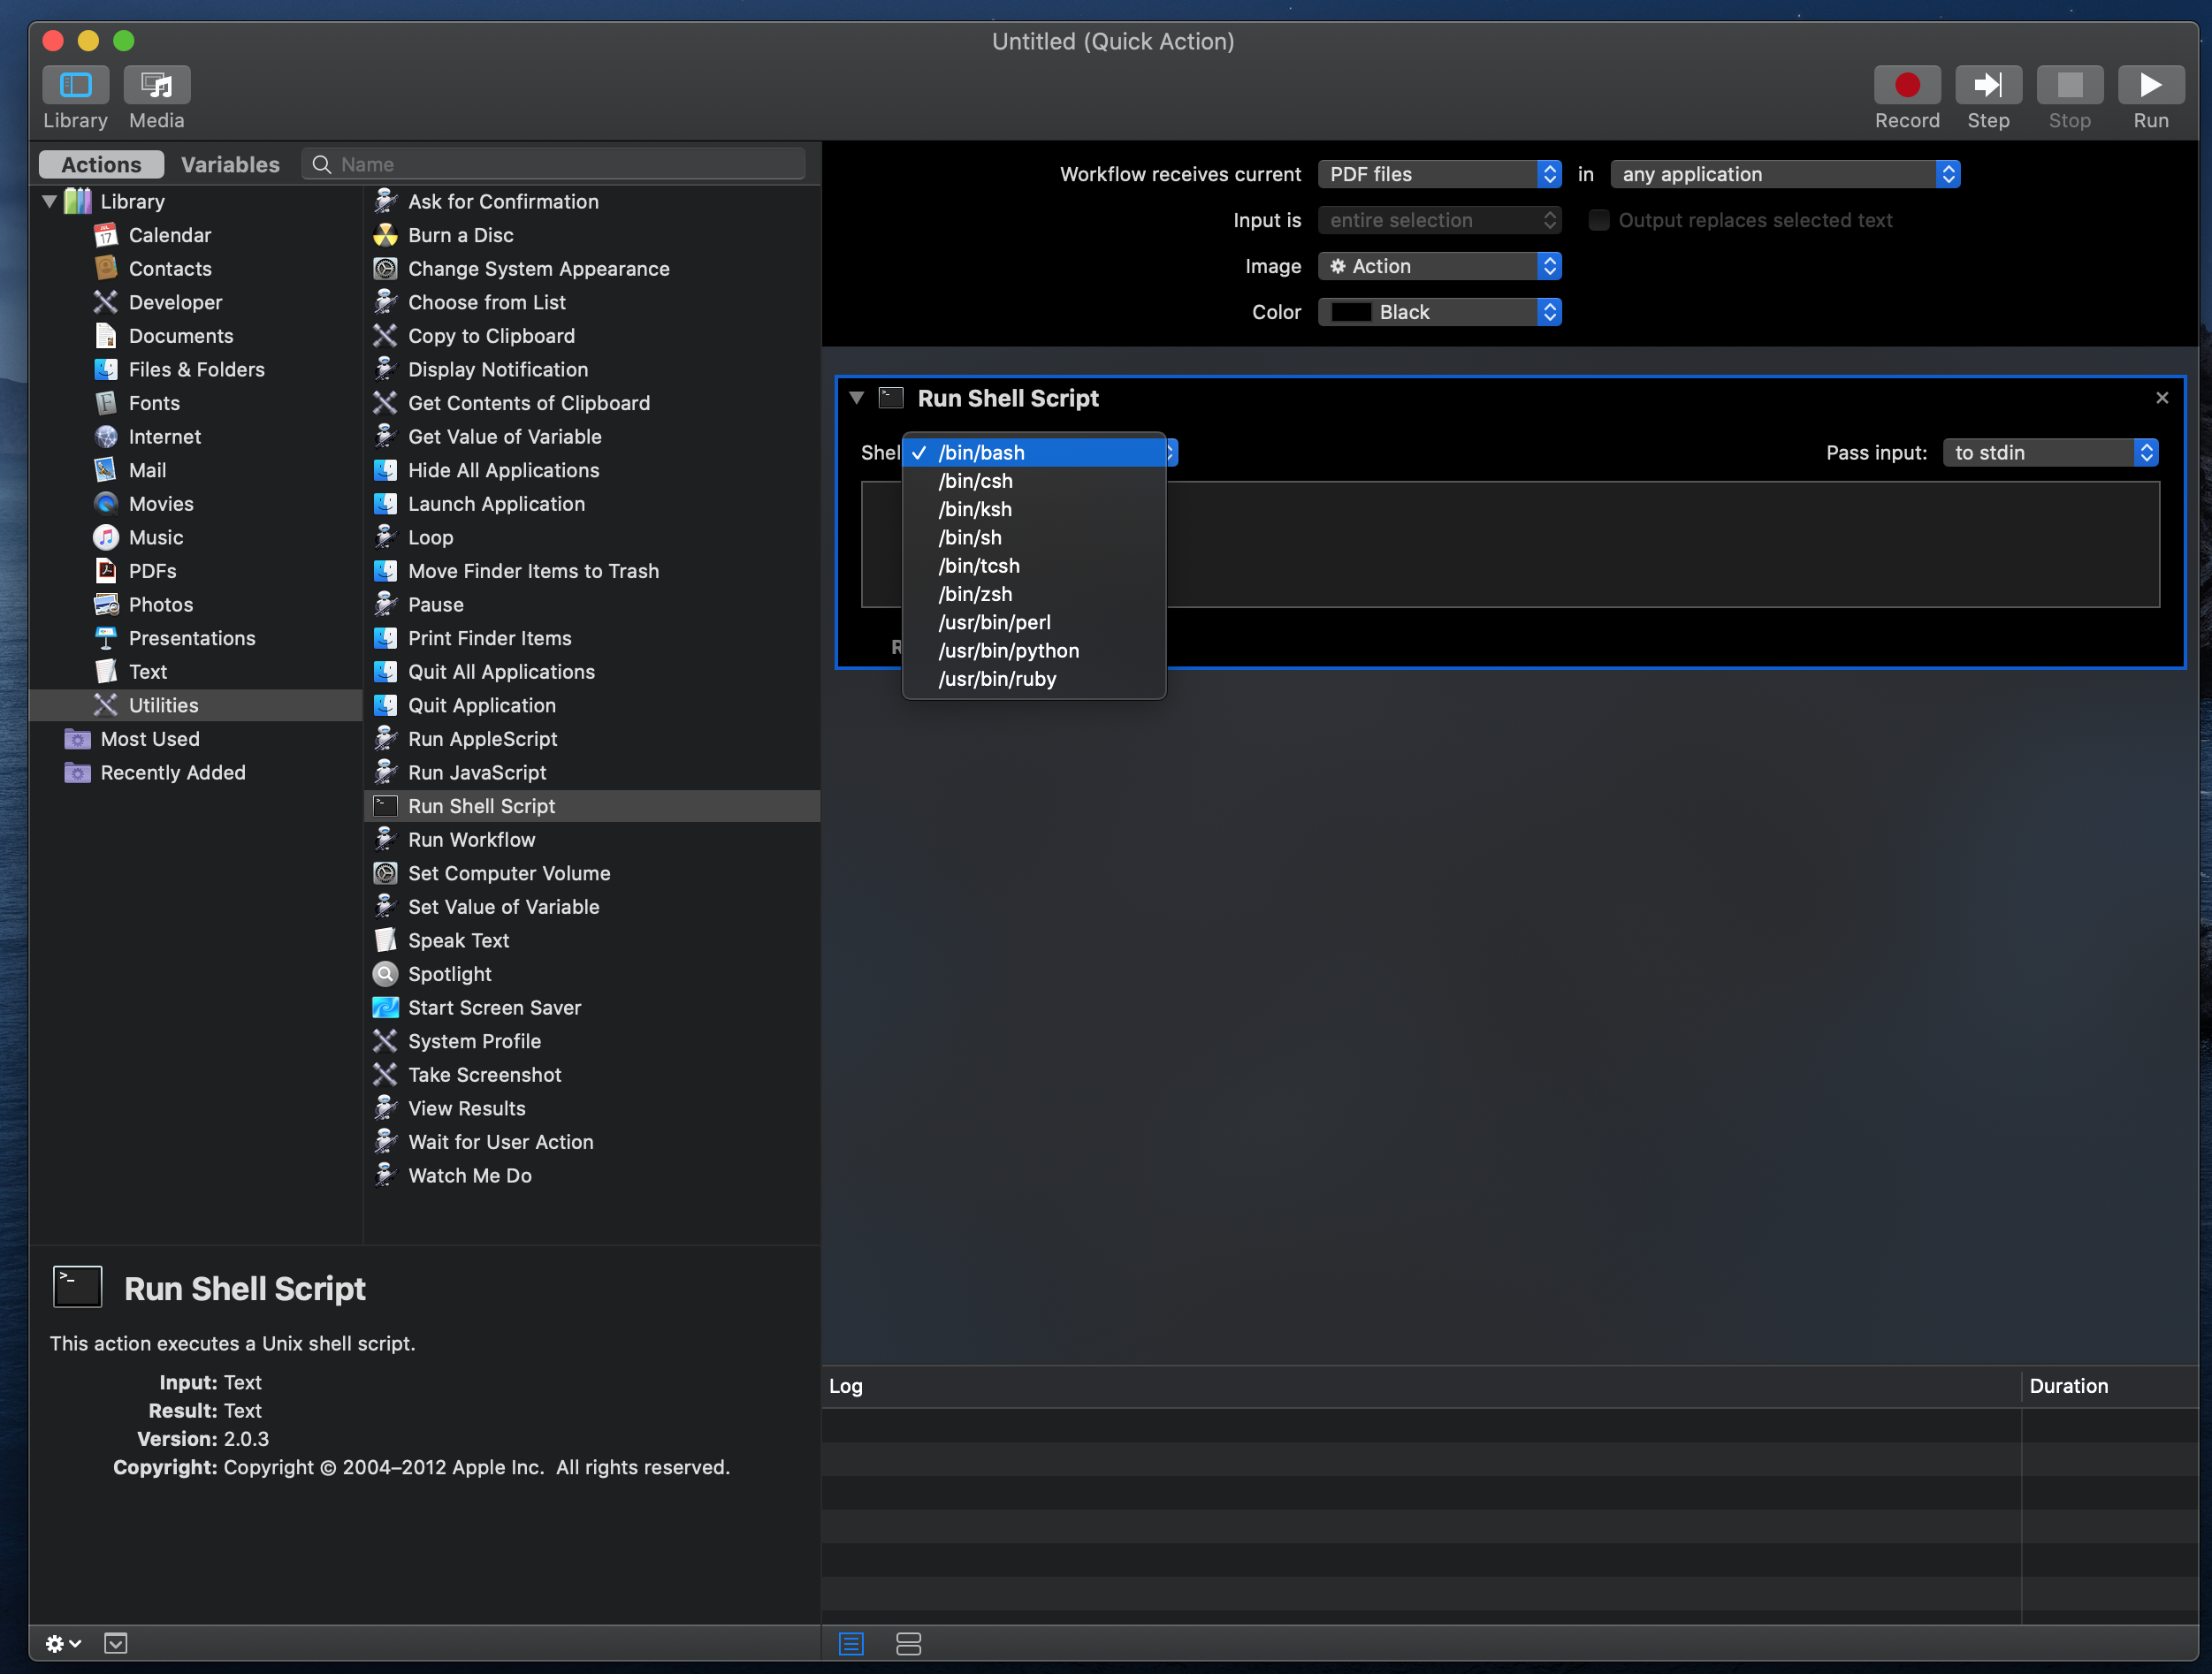 Untitled (Quick Action)
Library
Media
Record
Step
Stop
Run
Actions
Variables
Name
Library
Calendar
Contacts
Developer
Documents
Files & Folders
Fonts
Internet
Mail
Movies
Music
PDFs
Photos
Presentations
Text
Utilities
Most Used
Recently Added
Ask for Confirmation
Burn a Disc
Change System Appearance
Choose from List
Copy to Clipboard
Display Notification
Get Contents of Clipboard
Get Value of Variable
Hide All Applications
Launch Application
Loop
Move Finder Items to Trash
Pause
Print Finder Items
Quit All Applications
Quit Application
Run AppleScript
Run JavaScript
Run Shell Script
Run Workflow
Set Computer Volume
Set Value of Variable
Speak Text
Spotlight
Start Screen Saver
System Profile
Take Screenshot
View Results
Wait for User Action
Watch Me Do
Run Shell Script
This action executes a Unix shell script.
Input: Text
Result: Text
Version: 2.0.3
Copyright: Copyright © 2004–2012 Apple Inc.  All rights reserved.
Workflow receives current PDF files in any application
Input is entire selection Output replaces selected text
Image Action
Color Black
Run Shell Script
Shel
Pass input: to stdin
✓ /bin/bash
/bin/csh
/bin/ksh
/bin/sh
/bin/tcsh
/bin/zsh
/usr/bin/perl
/usr/bin/python
/usr/bin/ruby
Log
Duration